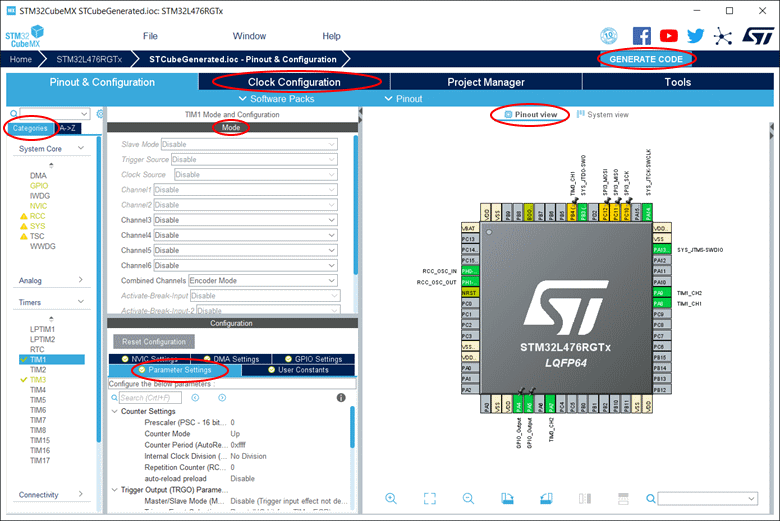 MX STM32CubeMX STCubeGenerated.ioc: STM32L476RGTx
STM32 CubeMX
File Window Help
Home STM32L476RGTx STCubeGenerated.ioc - Pinout & Configuration GENERATE CODE
Pinout & Configuration Clock Configuration Project Manager Tools
Software Packs Pinout
Categories A->Z
System Core
DMA
GPIO
IWDG
NVIC
RCC
SYS
TSC
WWDG
Analog
Timers
LPTIM1
LPTIM2
RTC
TIM1
TIM2
TIM3
TIM4
TIM5
TIM6
TIM7
TIM8
TIM15
TIM16
TIM17
Connectivity
TIM1 Mode and Configuration
Mode
Slave Mode Disable
Trigger Source Disable
Clock Source Disable
Channel1 Disable
Channel2 Disable
Channel3 Disable
Channel4 Disable
Channel5 Disable
Channel6 Disable
Combined Channels Encoder Mode
Activate-Break-Input Disable
Activate-Break-Input-2 Disable
Configuration
Reset Configuration
NVIC Settings DMA Settings GPIO Settings
Parameter Settings User Constants
Configure the below parameters
Search (Crtl+F)
Counter Settings
Prescaler (PSC - 16 bit... 0
Counter Mode Up
Counter Period (AutoRe... 0xffff
Internal Clock Division (... No Division
Repetition Counter (RC... 0
auto-reload preload Disable
Trigger Output (TRGO) Parame...
Master/Slave Mode (M... Disable (Trigger input effect not de...
Pinout view System view
TIM3_CH1
SYS_JTDO-SWO
SPI3_MOSI
SPI3_MISO
SPI3_SCK
SYS_JTCK-SWCLK
VDD VSS PB9 PB8 BOO... PB7 PB6 PB5 PB4 ( PB3 ( PD2 PC12 PC11 PC10 PA15... PA14...
VBAT
PC13...
PC14...
PC15...
RCC_OSC_IN PH0-...
RCC_OSC_OUT PH1-...
NRST
PC0
PC1
PC2
PC3
VSS...
VDD...
PA0
PA1
PA2
VDD...
VSS
PA13... SYS_JTMS-SWDIO
PA12
PA11
PA10
PA9 TIM1_CH2
PA8 TIM1_CH1
PC9
PC8
PC7
PC6
PB15
PB14
PB13
PB12
ST
STM32L476RGTx
LQFP64
PA3 VSS VDD PA4 PA5 PA6 PA7 PC4 PC5 PB0 PB1 PB2 PB10 PB11 VSS VDD
GPIO_Output
GPIO_Output
TIM3_CH2